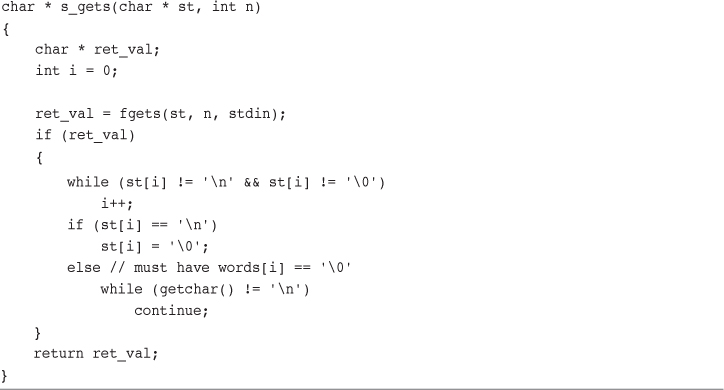 char * s_gets(char * st, int n)
{
    char * ret_val;
    int i = 0;

    ret_val = fgets(st, n, stdin);
    if (ret_val)
    {
        while (st[i] != '\n' && st[i] != '\0')
            i++;
        if (st[i] == '\n')
            st[i] = '\0';
        else // must have words[i] == '\0'
            while (getchar() != '\n')
                continue;
    }
    return ret_val;
}